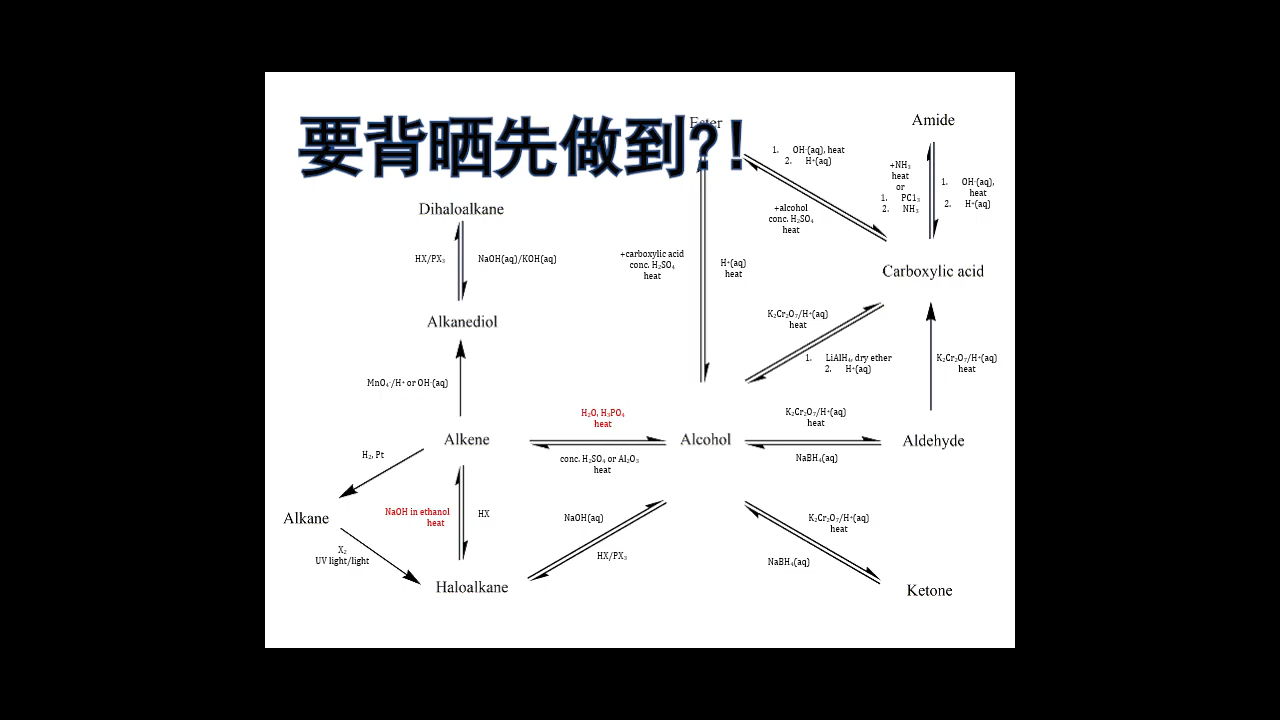 要背晒先做到?!
Ester
Amide
1. OH⁻(aq), heat
2. H⁺(aq)
+NH₃
heat
or
1. PCl₃
2. NH₃
1. OH⁻(aq),
heat
2. H⁺(aq)
+alcohol
conc. H₂SO₄
heat
Dihaloalkane
HX/PX₃
NaOH(aq)/KOH(aq)
+carboxylic acid
conc. H₂SO₄
heat
H⁺(aq)
heat
Carboxylic acid
Alkanediol
K₂Cr₂O₇/H⁺(aq)
heat
1. LiAlH₄, dry ether
2. H⁺(aq)
K₂Cr₂O₇/H⁺(aq)
heat
MnO₄⁻/H⁺ or OH⁻(aq)
H₂O, H₃PO₄
heat
K₂Cr₂O₇/H⁺(aq)
heat
Alkene
Alcohol
Aldehyde
H₂, Pt
conc. H₂SO₄ or Al₂O₃
heat
NaBH₄(aq)
Alkane
NaOH in ethanol
heat
HX
NaOH(aq)
K₂Cr₂O₇/H⁺(aq)
heat
X₂
UV light/light
HX/PX₃
NaBH₄(aq)
Haloalkane
Ketone